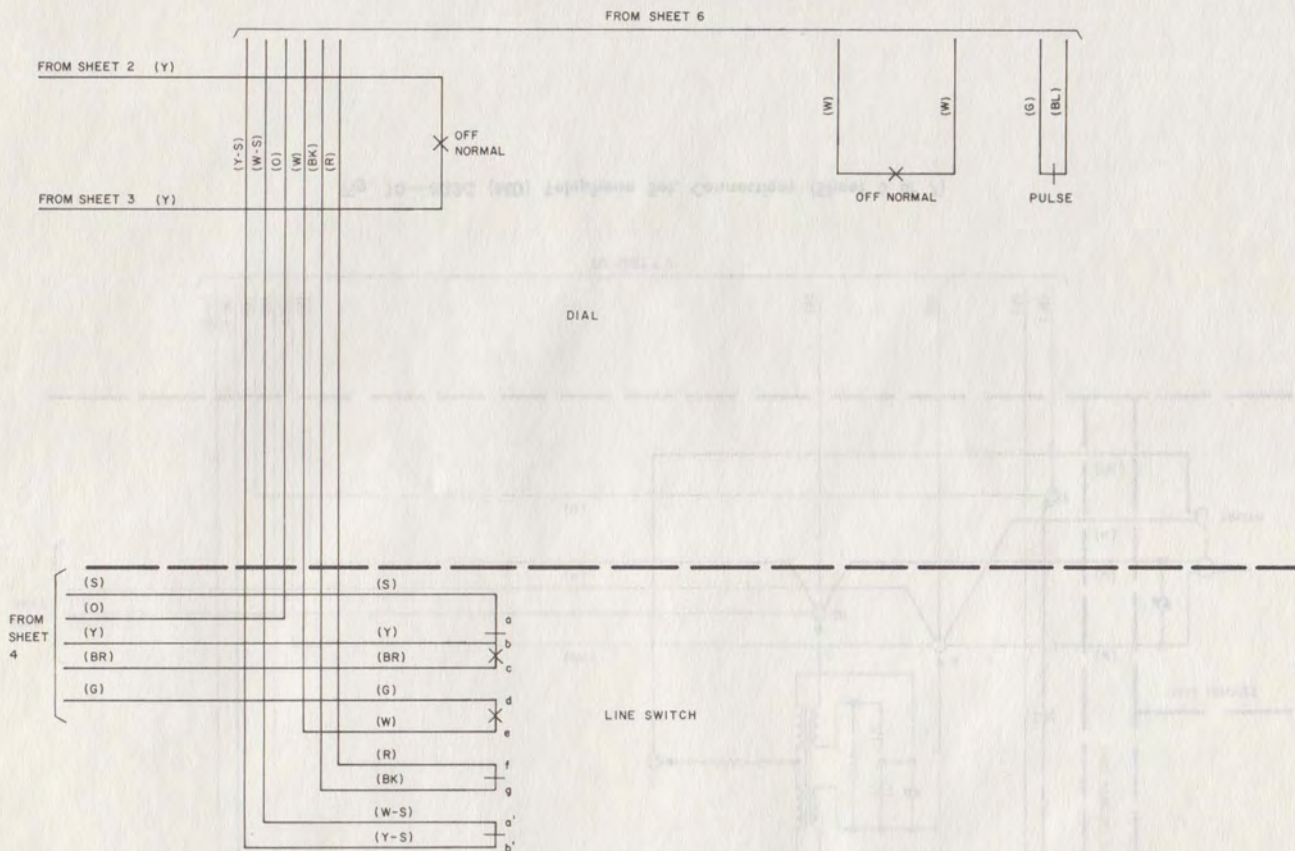 FROM SHEET 6
FROM SHEET 2 (Y)
(Y-S)
(W-S)
(O)
(W)
(BK)
(R)
OFF
NORMAL
(W)
(W)
(G)
(BL)
FROM SHEET 3 (Y)
OFF NORMAL
PULSE
DIAL
FROM
SHEET
4
(S) (S)
(O)
a
(Y) (Y)
b
(BR) (BR)
c
(G) (G)
d
LINE SWITCH
(W)
e
(R)
f
(BK)
g
(W-S)
a'
(Y-S)
b'